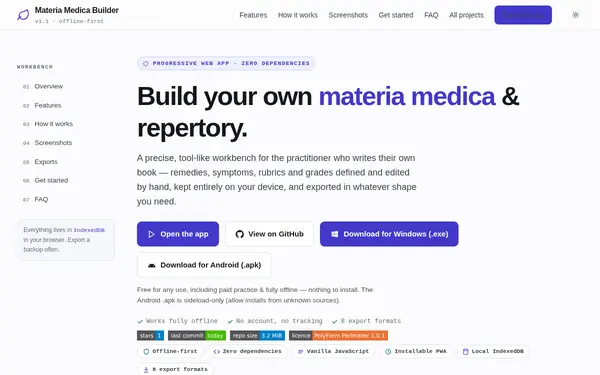 Materia Medica Builder
v1.1 · offline-first
Features How it works Screenshots Get started FAQ All projects
WORKBENCH
01 Overview
02 Features
03 How it works
04 Screenshots
05 Exports
06 Get started
07 FAQ
Everything lives in IndexedDB
in your browser. Export a
backup often.
PROGRESSIVE WEB APP · ZERO DEPENDENCIES
Build your own materia medica &
repertory.
A precise, tool-like workbench for the practitioner who writes their own
book — remedies, symptoms, rubrics and grades defined and edited
by hand, kept entirely on your device, and exported in whatever shape
you need.
Open the app
View on GitHub
Download for Windows (.exe)
Download for Android (.apk)
Free for any use, including paid practice & fully offline — nothing to install. The
Android .apk is sideload-only (allow installs from unknown sources).
Works fully offline No account, no tracking 8 export formats
stars 1 last commit today repo size 3.2 MiB licence PolyForm Perimeter 1.0.1
Offline-first Zero dependencies Vanilla JavaScript Installable PWA Local IndexedDB
8 export formats